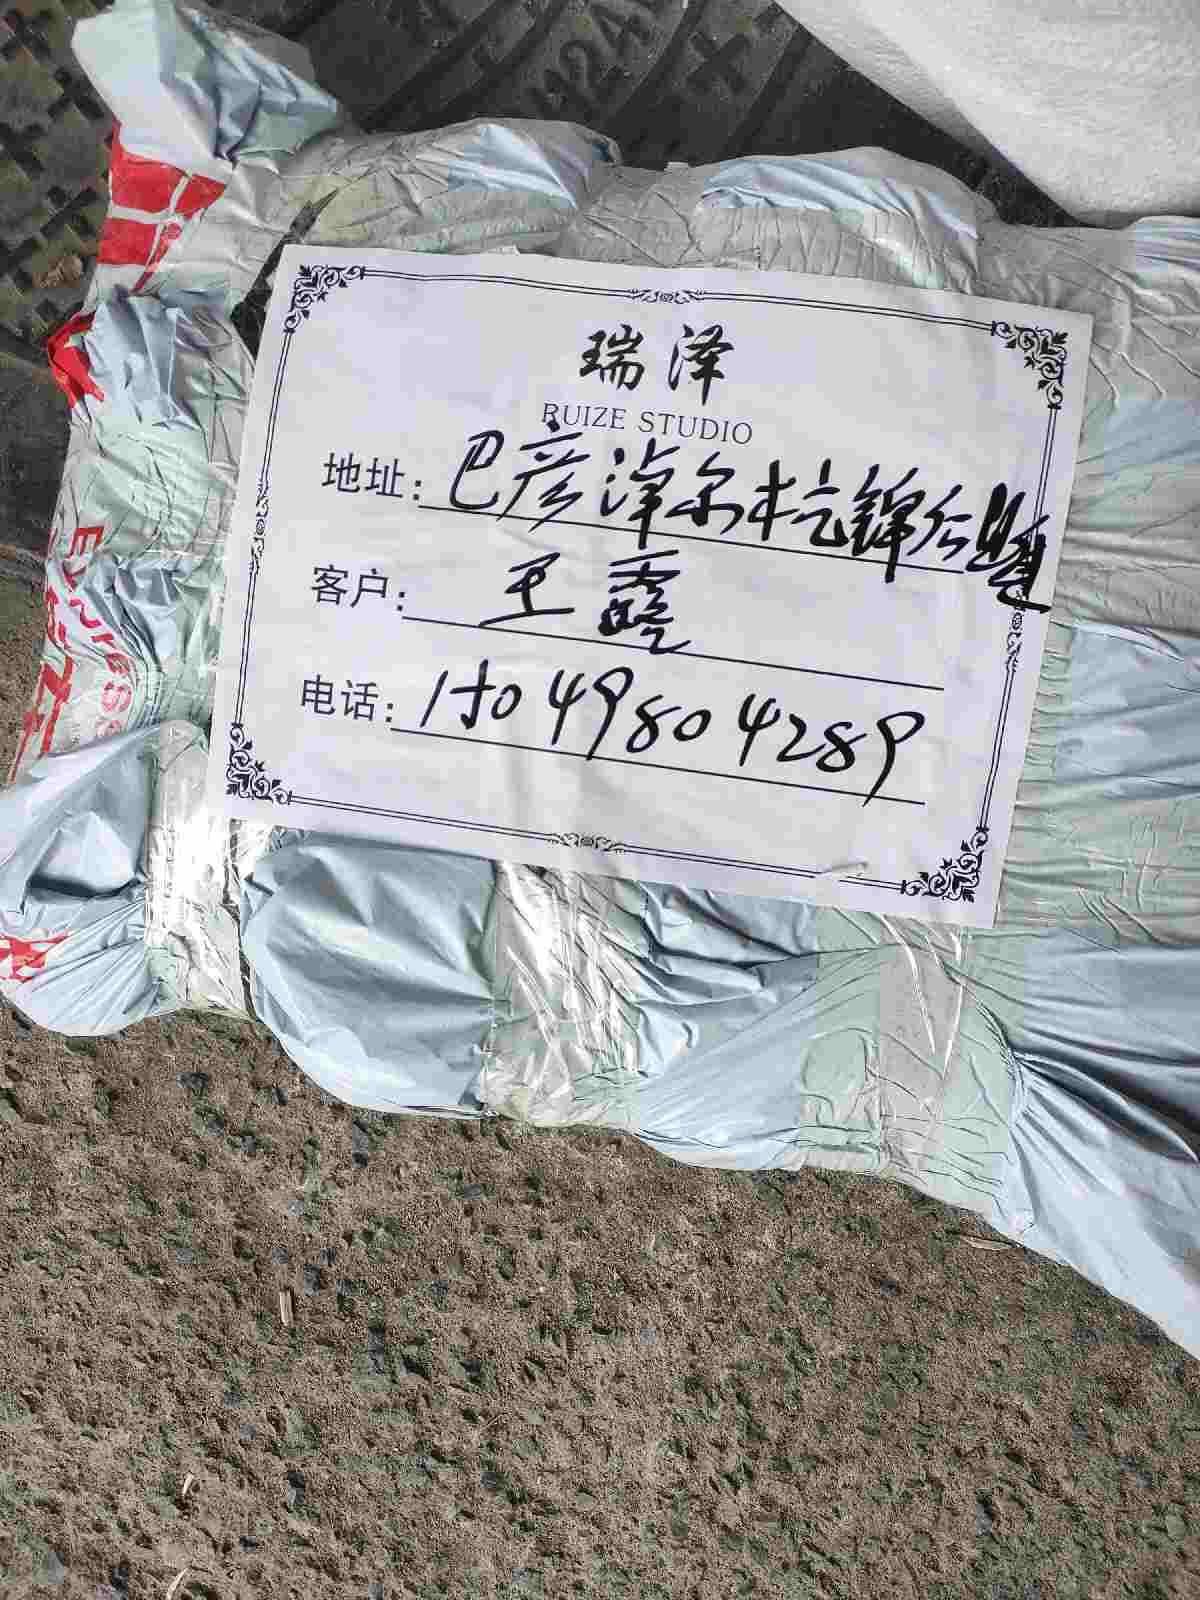 瑞泽
RUIZE STUDIO
地址: 巴彦淖尔杭锦后旗
客户: 王鑫
电话: 15049804289
Express